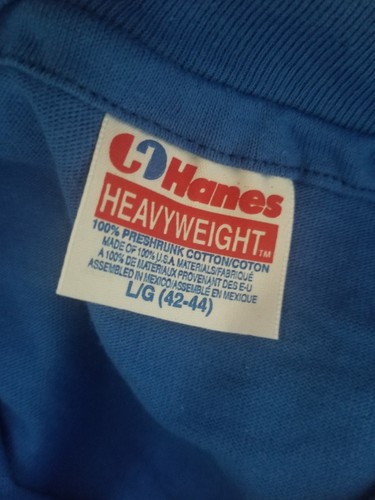 Hanes
HEAVYWEIGHT™
100% PRESHRUNK COTTON/COTON
MADE OF 100% U.S.A. MATERIALS/FABRIQUÉ
À 100% DE MATERIAUX PROVENANT DES E-U
ASSEMBLED IN MEXICO/ASSEMBLÉ EN MEXIQUE
L/G (42-44)